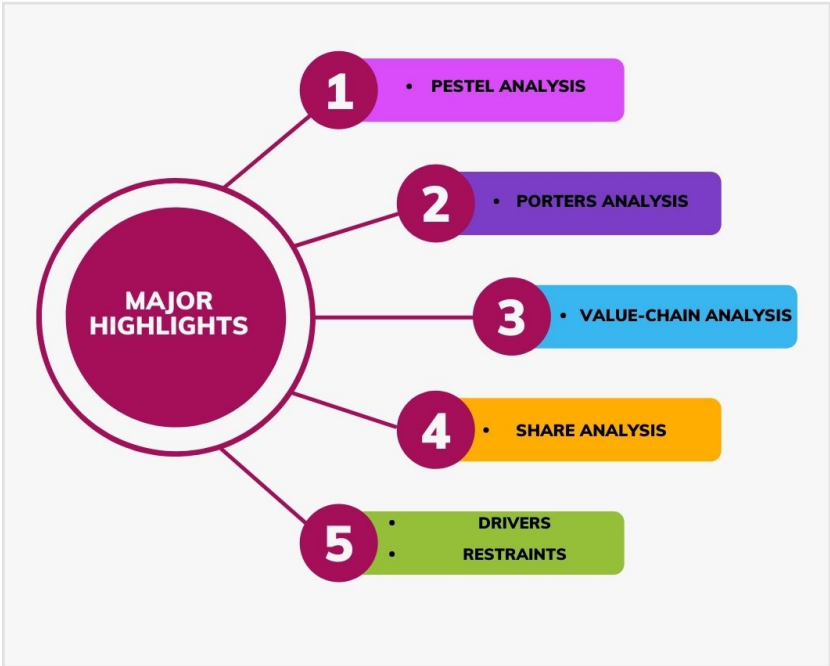 MAJOR
HIGHLIGHTS
1
• PESTEL ANALYSIS
2
• PORTERS ANALYSIS
3
• VALUE-CHAIN ANALYSIS
4
• SHARE ANALYSIS
5
• DRIVERS
• RESTRAINTS